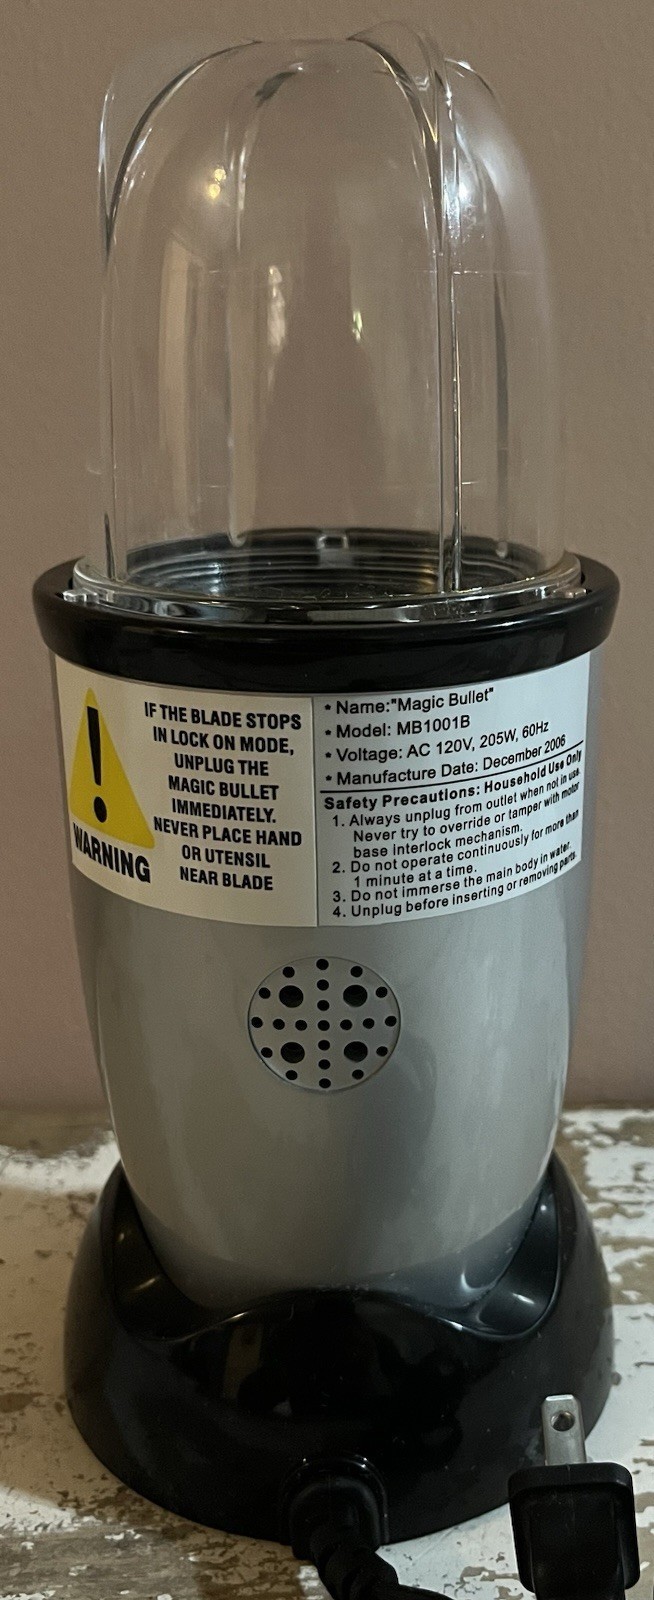 WARNING
IF THE BLADE STOPS
IN LOCK ON MODE,
UNPLUG THE
MAGIC BULLET
IMMEDIATELY.
NEVER PLACE HAND
OR UTENSIL
NEAR BLADE
* Name:"Magic Bullet"
* Model: MB1001B
* Voltage: AC 120V, 205W, 60Hz
* Manufacture Date: December 2006
Safety Precautions: Household Use Only
1. Always unplug from outlet when not in use.
Never try to override or tamper with motor
base interlock mechanism.
2. Do not operate continuously for more than
1 minute at a time.
3. Do not immerse the main body in water.
4. Unplug before inserting or removing parts.